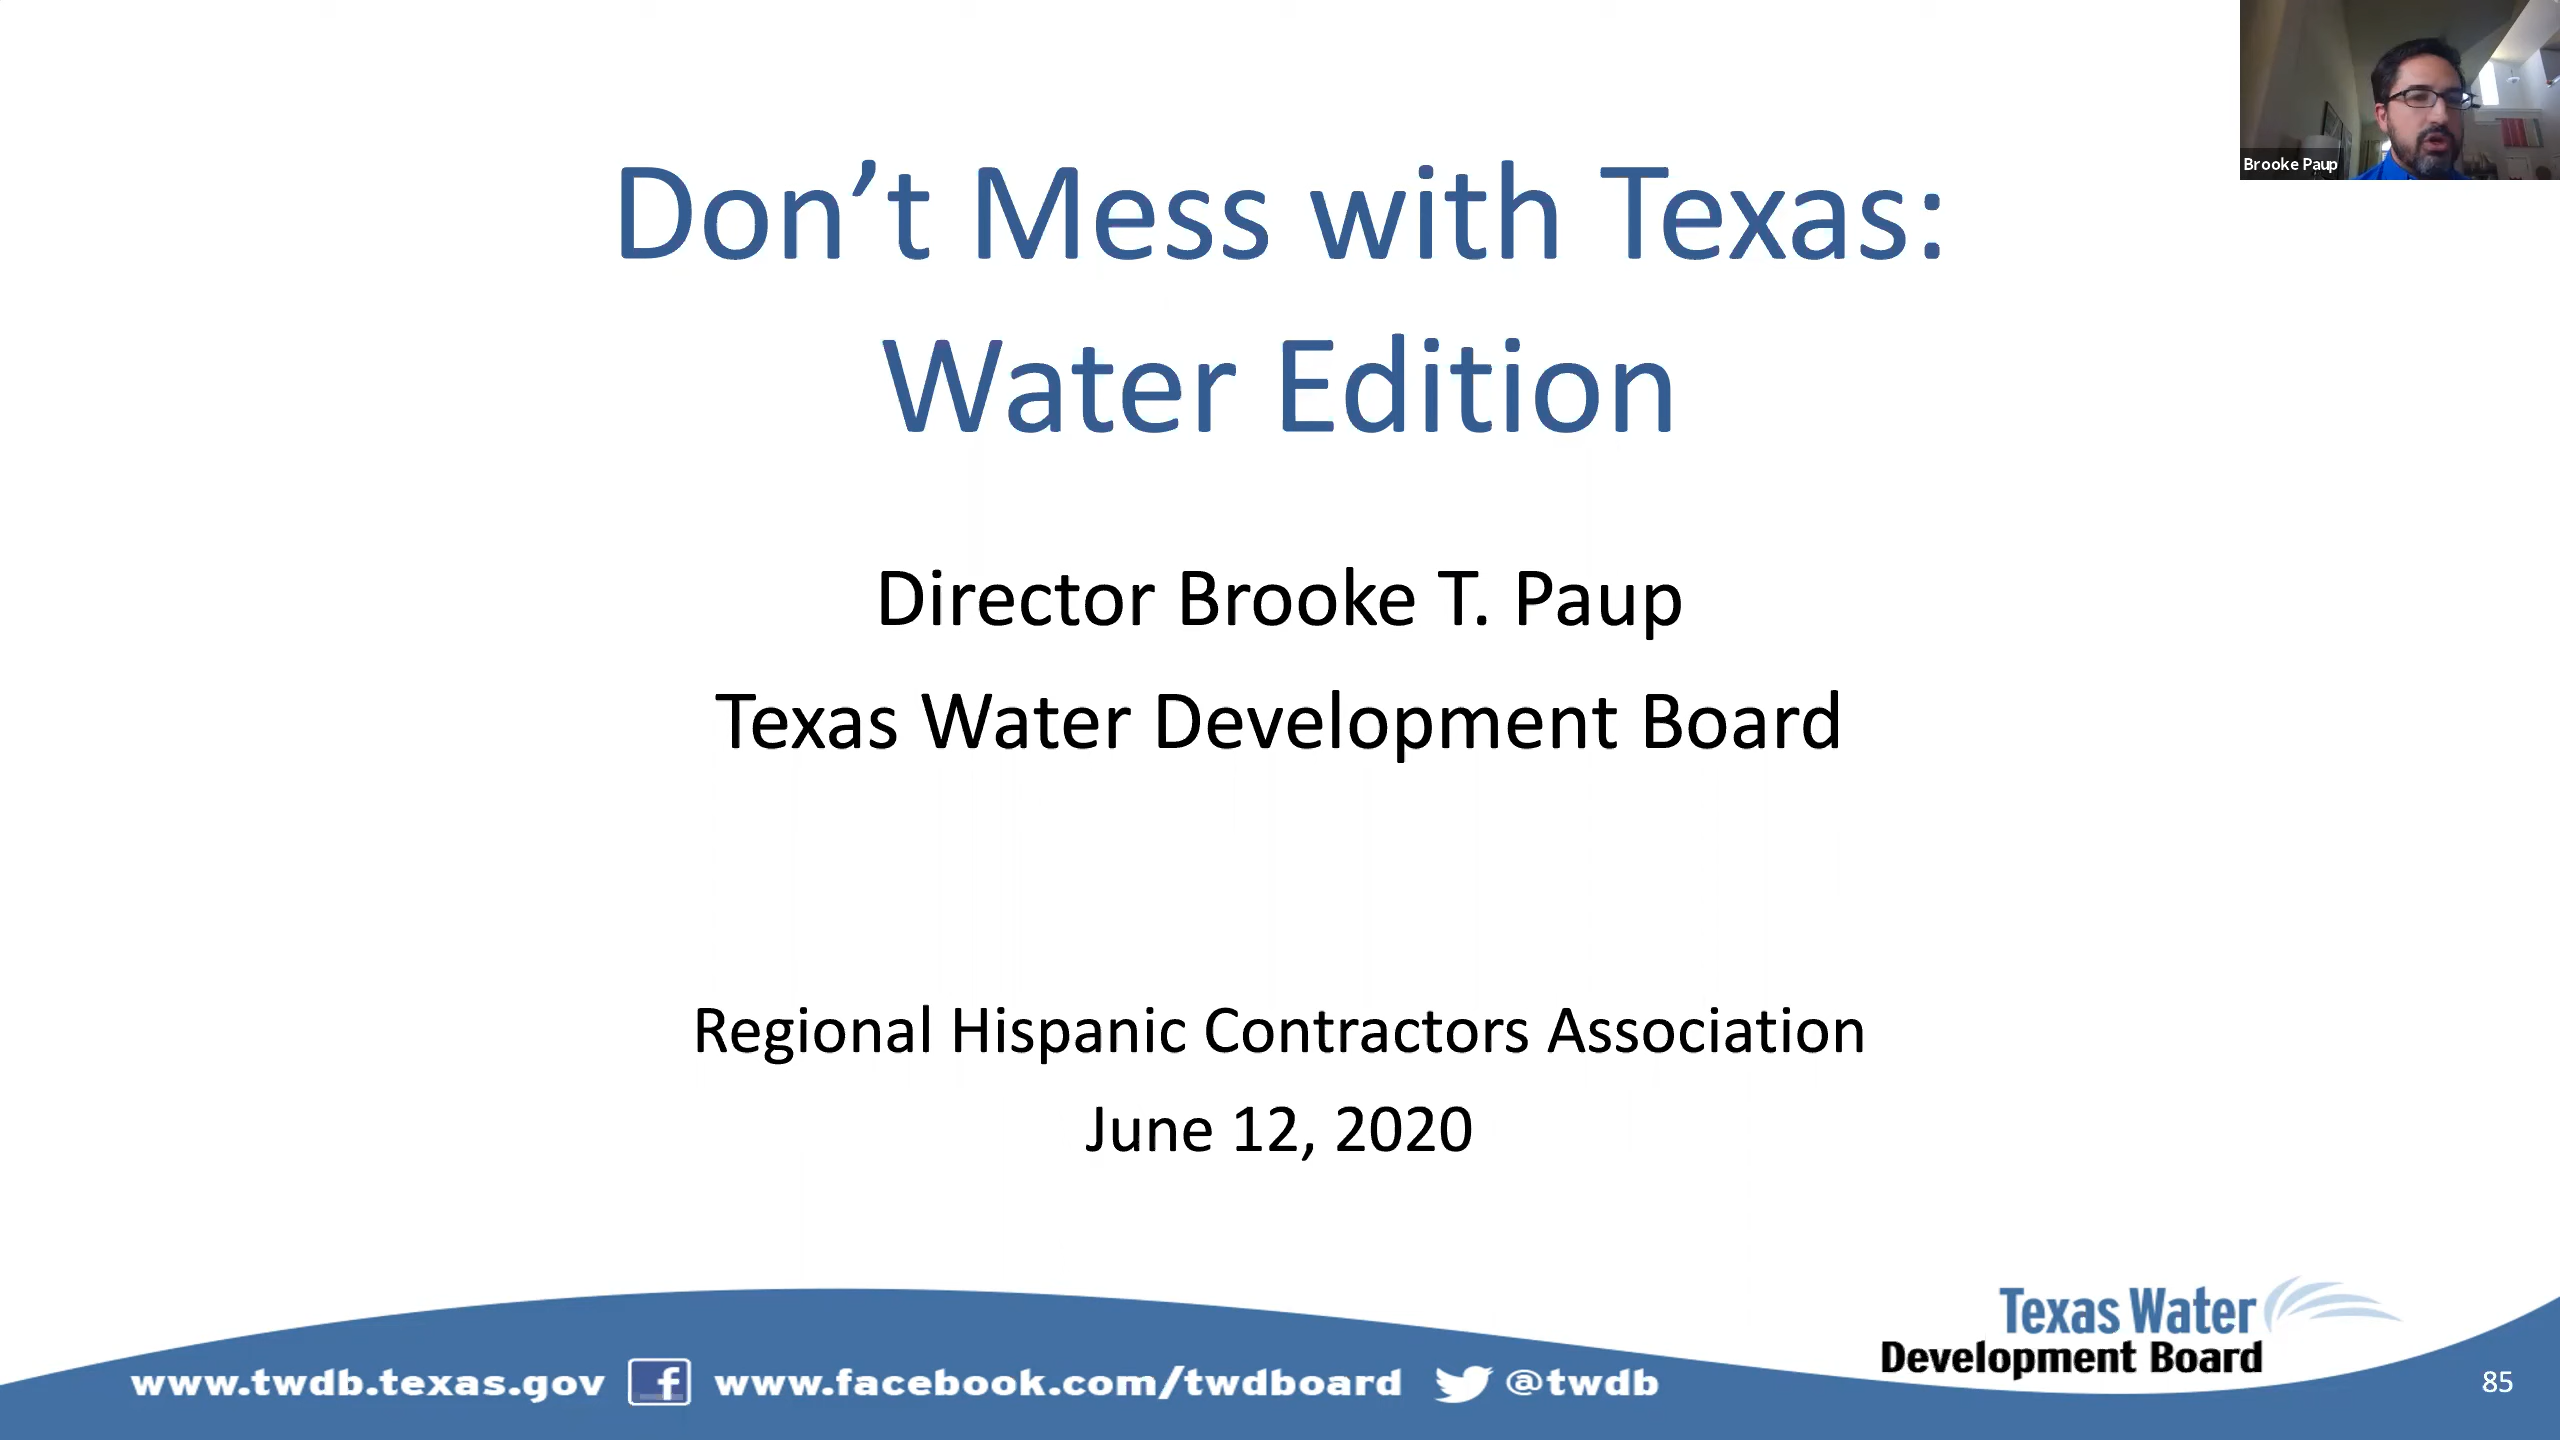 Brooke Paup
Don’t Mess with Texas:
Water Edition
Director Brooke T. Paup
Texas Water Development Board
Regional Hispanic Contractors Association
June 12, 2020
Texas Water
Development Board
www.twdb.texas.gov f www.facebook.com/twdboard @twdb
85